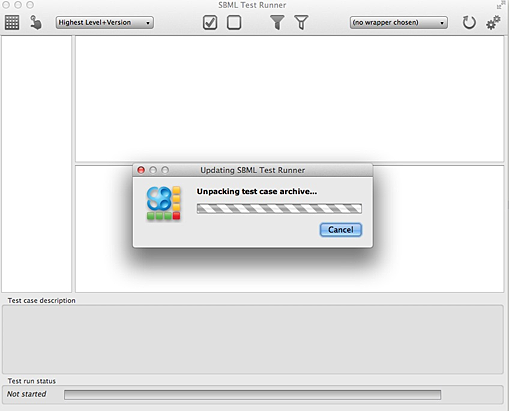 SBML Test Runner
Highest Level+Version
(no wrapper chosen)
Updating SBML Test Runner
Unpacking test case archive...
Cancel
Test case description
Test run status
Not started